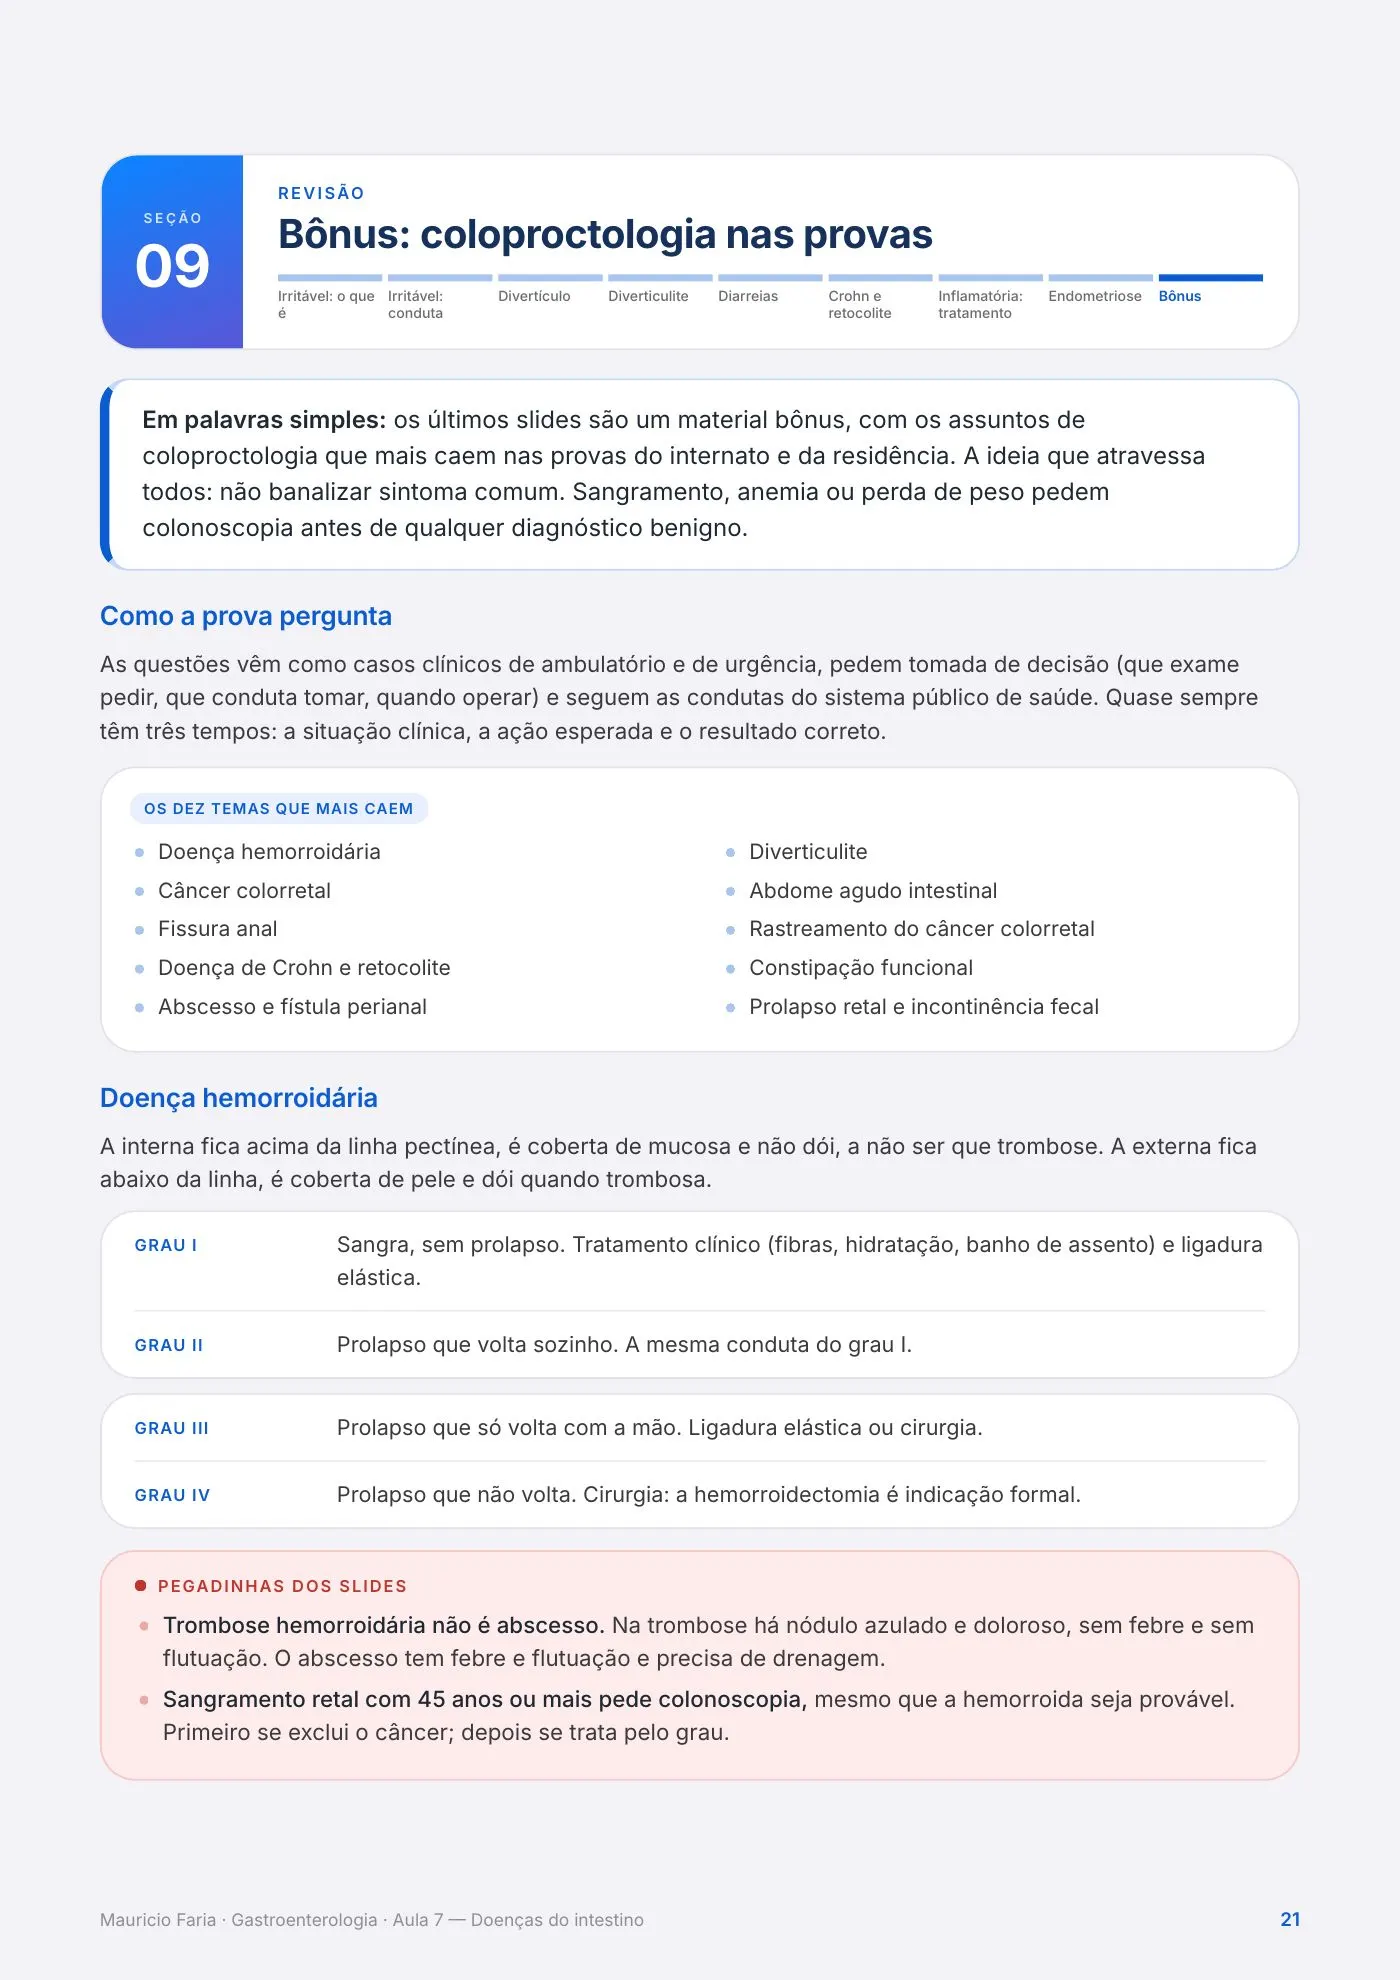 SEÇÃO
09
REVISÃO
Bônus: coloproctologia nas provas
Irritável: o que é
Irritável: conduta
Divertículo
Diverticulite
Diarreias
Crohn e retocolite
Inflamatória: tratamento
Endometriose
Bônus
Em palavras simples: os últimos slides são um material bônus, com os assuntos de
coloproctologia que mais caem nas provas do internato e da residência. A ideia que atravessa
todos: não banalizar sintoma comum. Sangramento, anemia ou perda de peso pedem
colonoscopia antes de qualquer diagnóstico benigno.
Como a prova pergunta
As questões vêm como casos clínicos de ambulatório e de urgência, pedem tomada de decisão (que exame
pedir, que conduta tomar, quando operar) e seguem as condutas do sistema público de saúde. Quase sempre
têm três tempos: a situação clínica, a ação esperada e o resultado correto.
OS DEZ TEMAS QUE MAIS CAEM
Doença hemorroidária
Câncer colorretal
Fissura anal
Doença de Crohn e retocolite
Abscesso e fístula perianal
Diverticulite
Abdome agudo intestinal
Rastreamento do câncer colorretal
Constipação funcional
Prolapso retal e incontinência fecal
Doença hemorroidária
A interna fica acima da linha pectínea, é coberta de mucosa e não dói, a não ser que trombose. A externa fica
abaixo da linha, é coberta de pele e dói quando trombosa.
GRAU I
Sangra, sem prolapso. Tratamento clínico (fibras, hidratação, banho de assento) e ligadura
elástica.
GRAU II
Prolapso que volta sozinho. A mesma conduta do grau I.
GRAU III
Prolapso que só volta com a mão. Ligadura elástica ou cirurgia.
GRAU IV
Prolapso que não volta. Cirurgia: a hemorroidectomia é indicação formal.
PEGADINHAS DOS SLIDES
Trombose hemorroidária não é abscesso. Na trombose há nódulo azulado e doloroso, sem febre e sem
flutuação. O abscesso tem febre e flutuação e precisa de drenagem.
Sangramento retal com 45 anos ou mais pede colonoscopia, mesmo que a hemorroida seja provável.
Primeiro se exclui o câncer; depois se trata pelo grau.
Mauricio Faria · Gastroenterologia · Aula 7 — Doenças do intestino
21